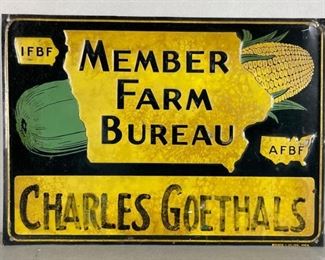 IFBF
MEMBER
FARM
BUREAU
AFBF
CHARLES GOETHALS